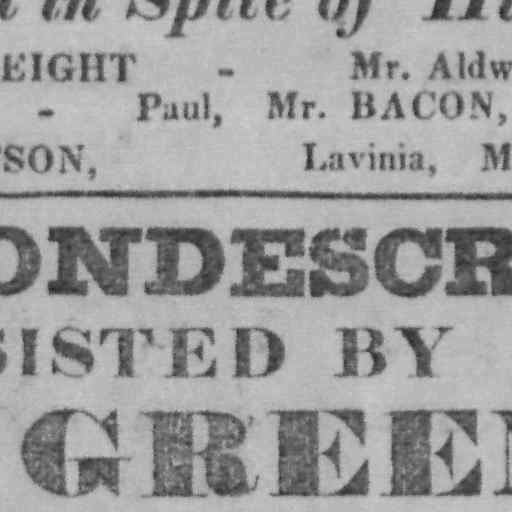 in Spite of
EIGHT - Mr. Aldw
- Paul, Mr. BACON,
SON, Lavinia, M
ONDESCR
SISTED BY
GREE